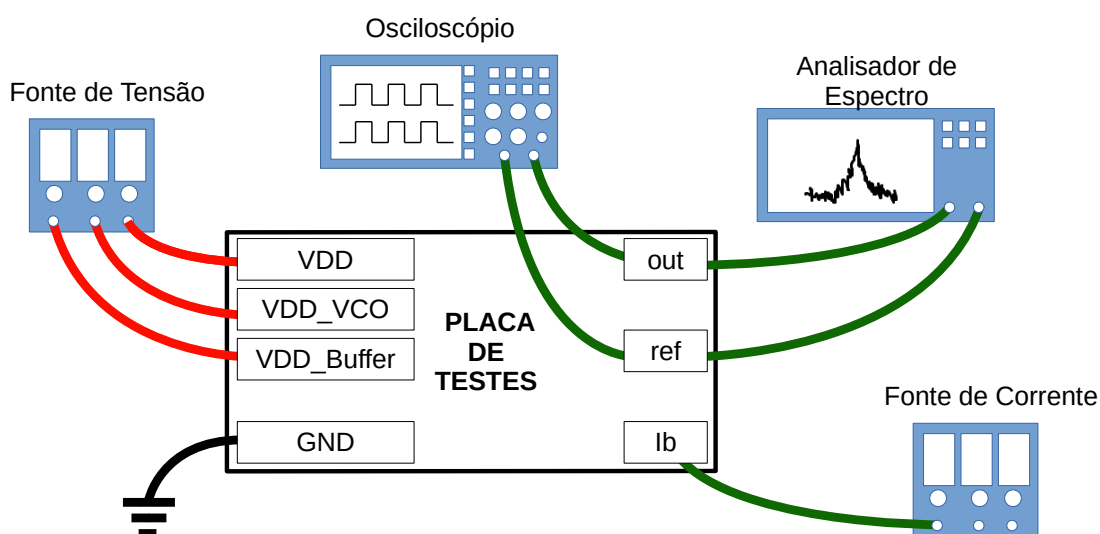 Osciloscópio
Analisador de
Espectro
Fonte de Tensão
VDD
VDD_VCO
VDD_Buffer
GND
PLACA
DE
TESTES
out
ref
Ib
Fonte de Corrente